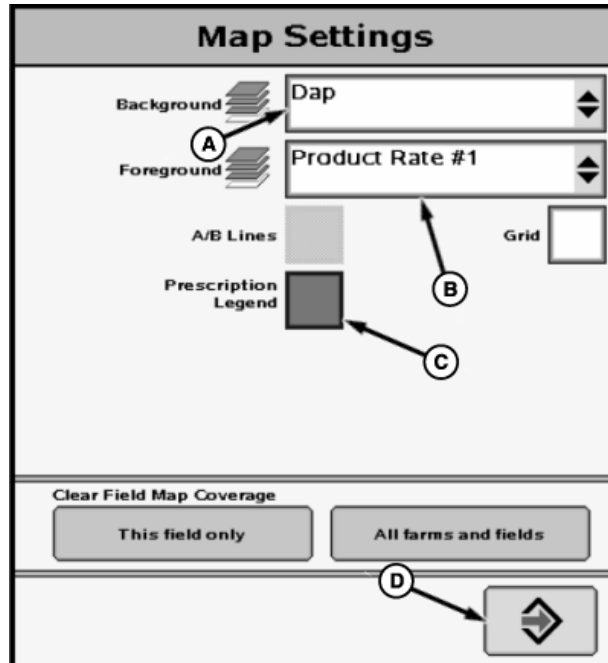 Map Settings
Background
Dap
A
Foreground
Product Rate #1
A/B Lines
Grid
B
Prescription
Legend
C
Clear Field Map Coverage
This field only
All farms and fields
D